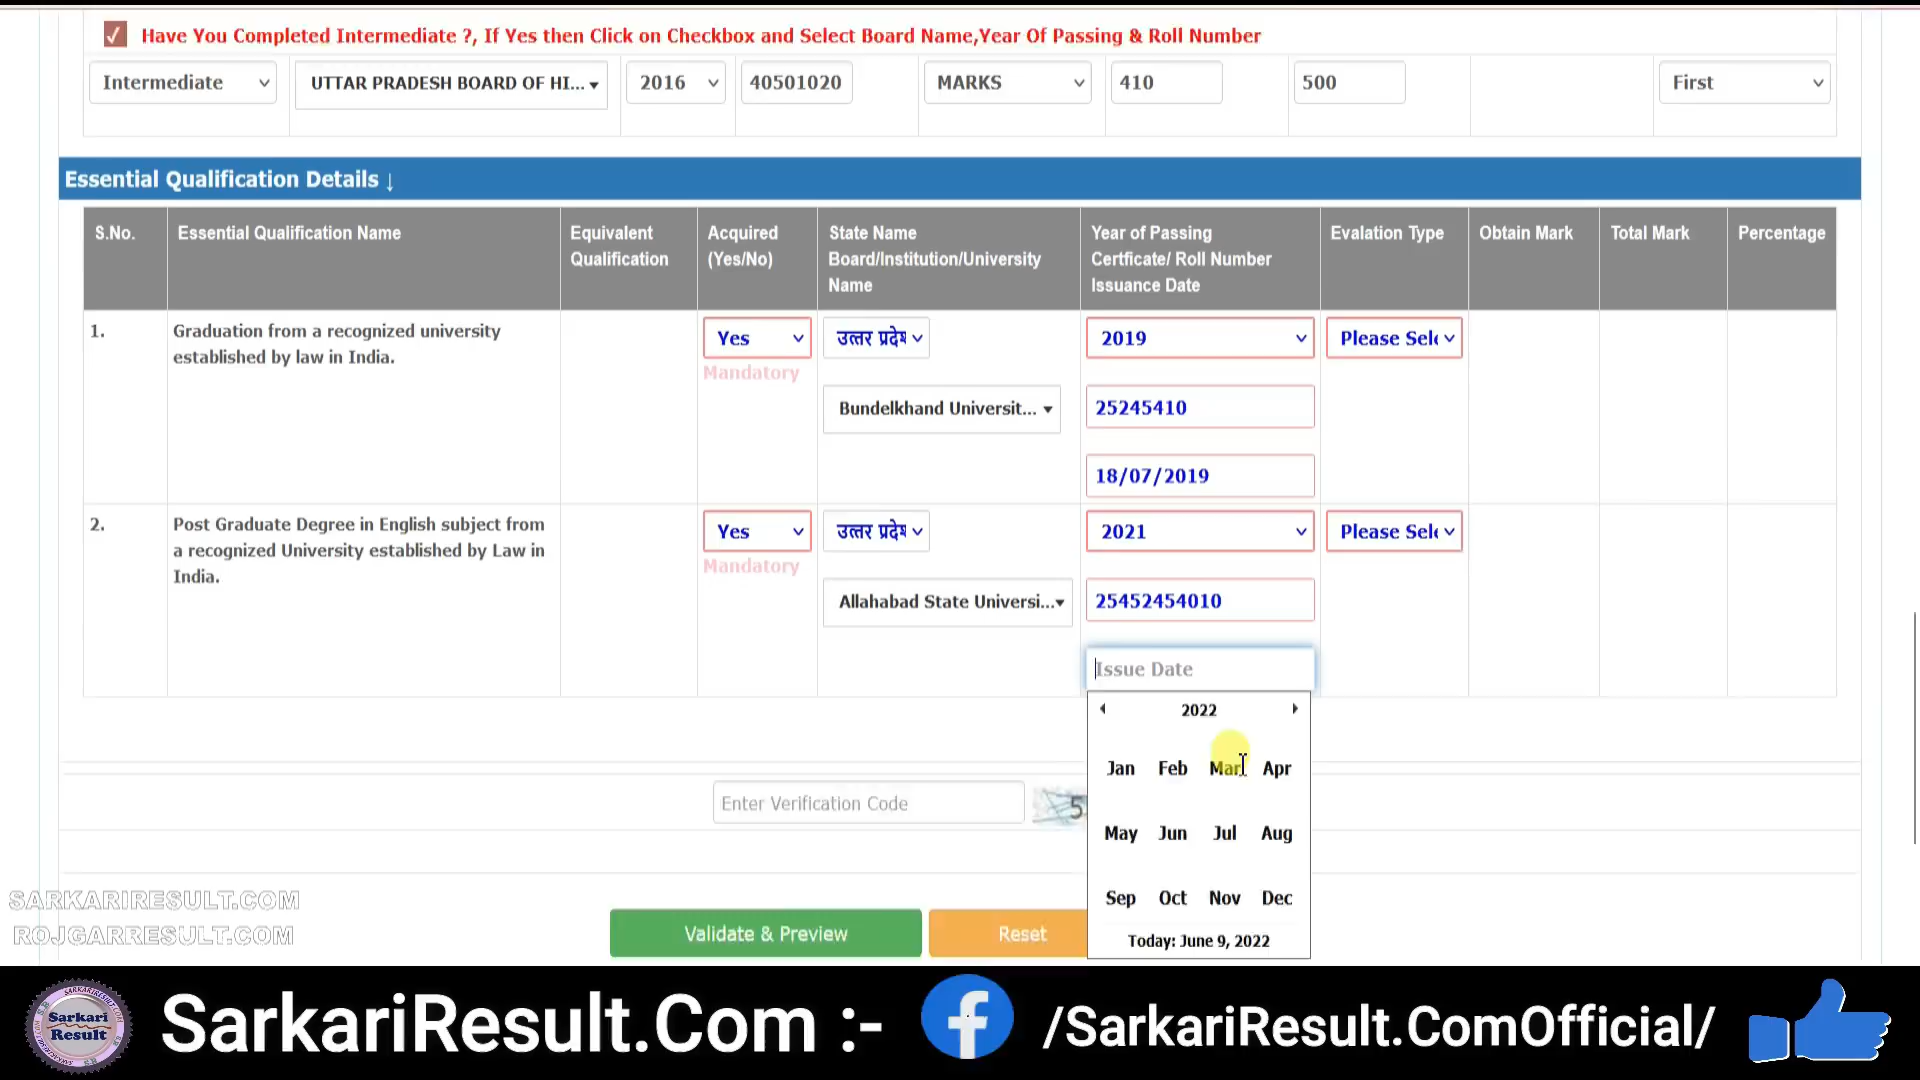 Have You Completed Intermediate ?, If Yes then Click on Checkbox and Select Board Name,Year Of Passing & Roll Number
Intermediate
UTTAR PRADESH BOARD OF HI...
2016
40501020
MARKS
410
500
First
Essential Qualification Details ↓
S.No.
Essential Qualification Name
Equivalent
Qualification
Acquired
(Yes/No)
State Name
Board/Institution/University
Name
Year of Passing
Certficate/ Roll Number
Issuance Date
Evalation Type
Obtain Mark
Total Mark
Percentage
1.
Graduation from a recognized university
established by law in India.
Yes
Mandatory
उत्तर प्रदेश
Bundelkhand Universit...
2019
25245410
18/07/2019
Please Sel
2.
Post Graduate Degree in English subject from
a recognized University established by Law in
India.
Yes
Mandatory
उत्तर प्रदेश
Allahabad State Universi...
2021
25452454010
Issue Date
Please Sel
2022
Jan Feb Mar Apr
May Jun Jul Aug
Sep Oct Nov Dec
Today: June 9, 2022
Enter Verification Code
5
Validate & Preview
Reset
SARKARIRESULT.COM
ROJGARRESULT.COM
Sarkari
Result
SarkariResult.Com :-
/SarkariResult.ComOfficial/